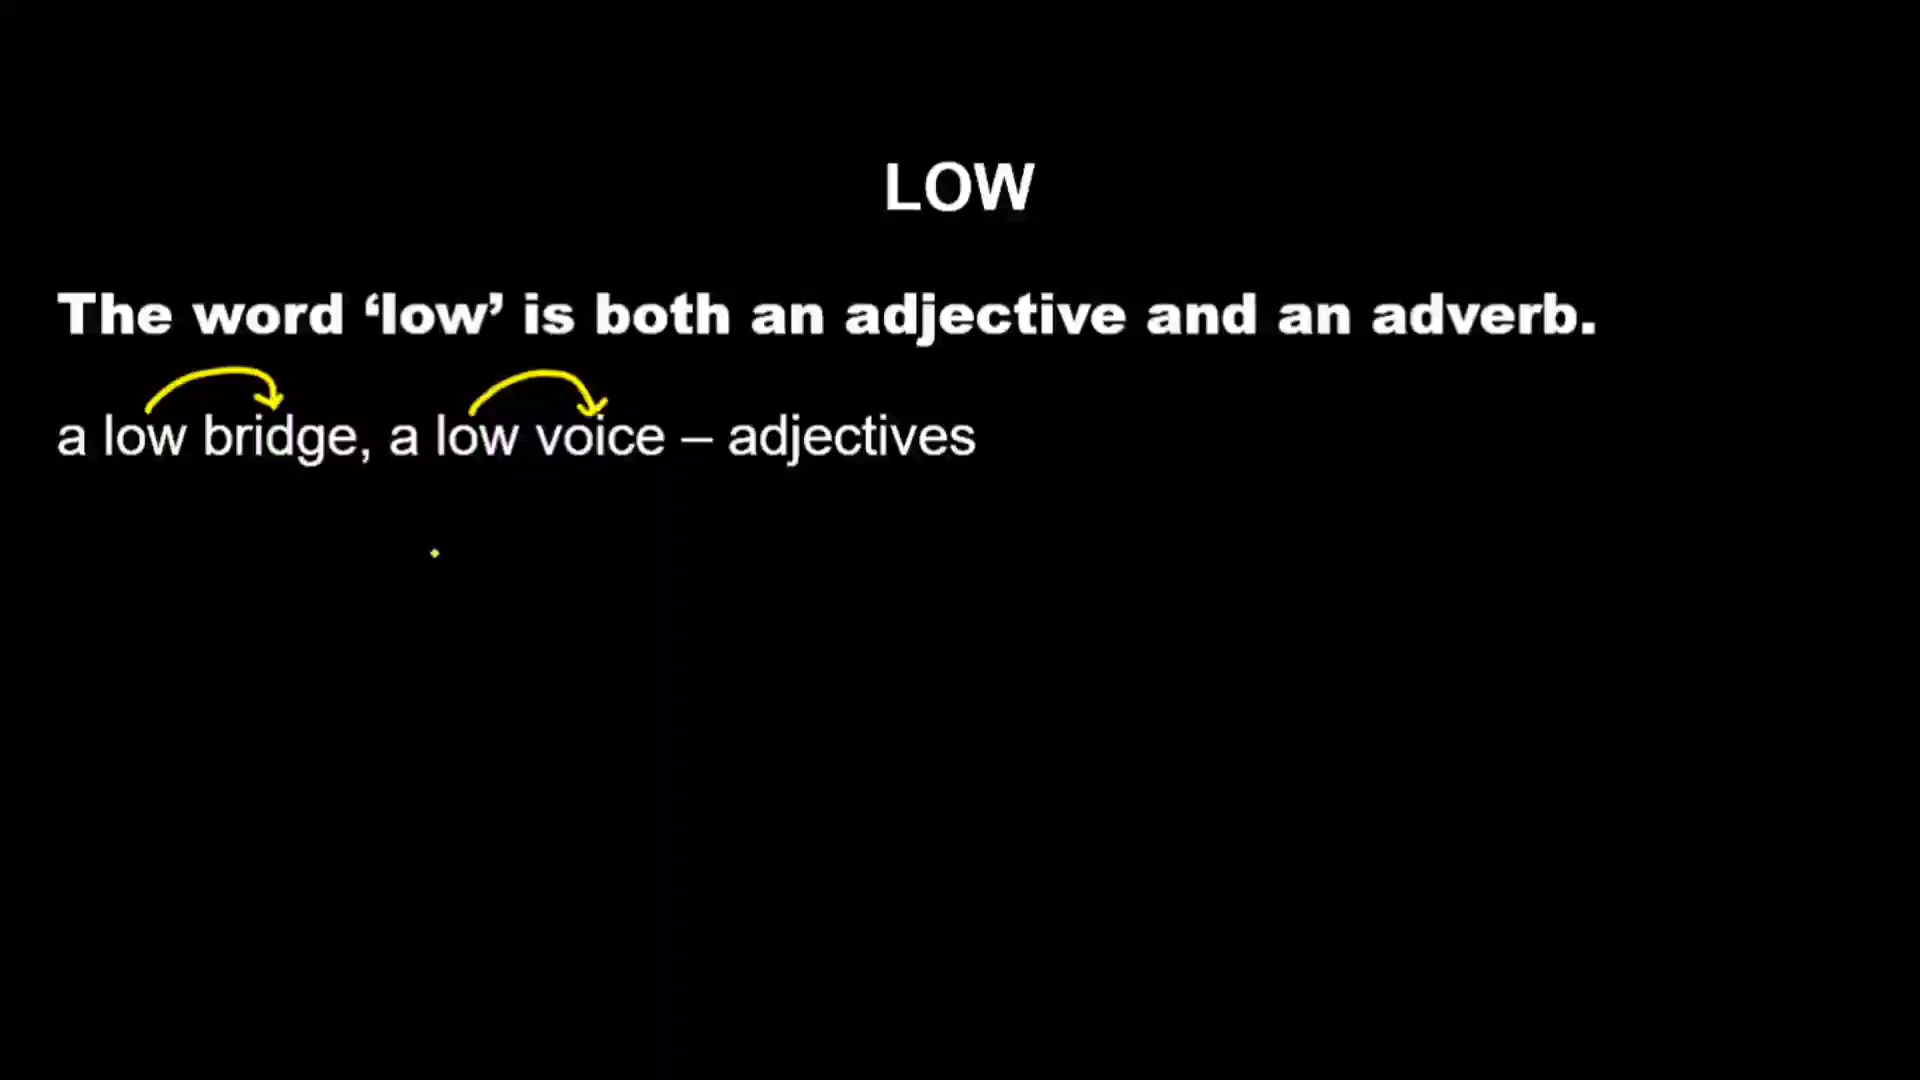 LOW
The word ‘low’ is both an adjective and an adverb.
a low bridge, a low voice – adjectives